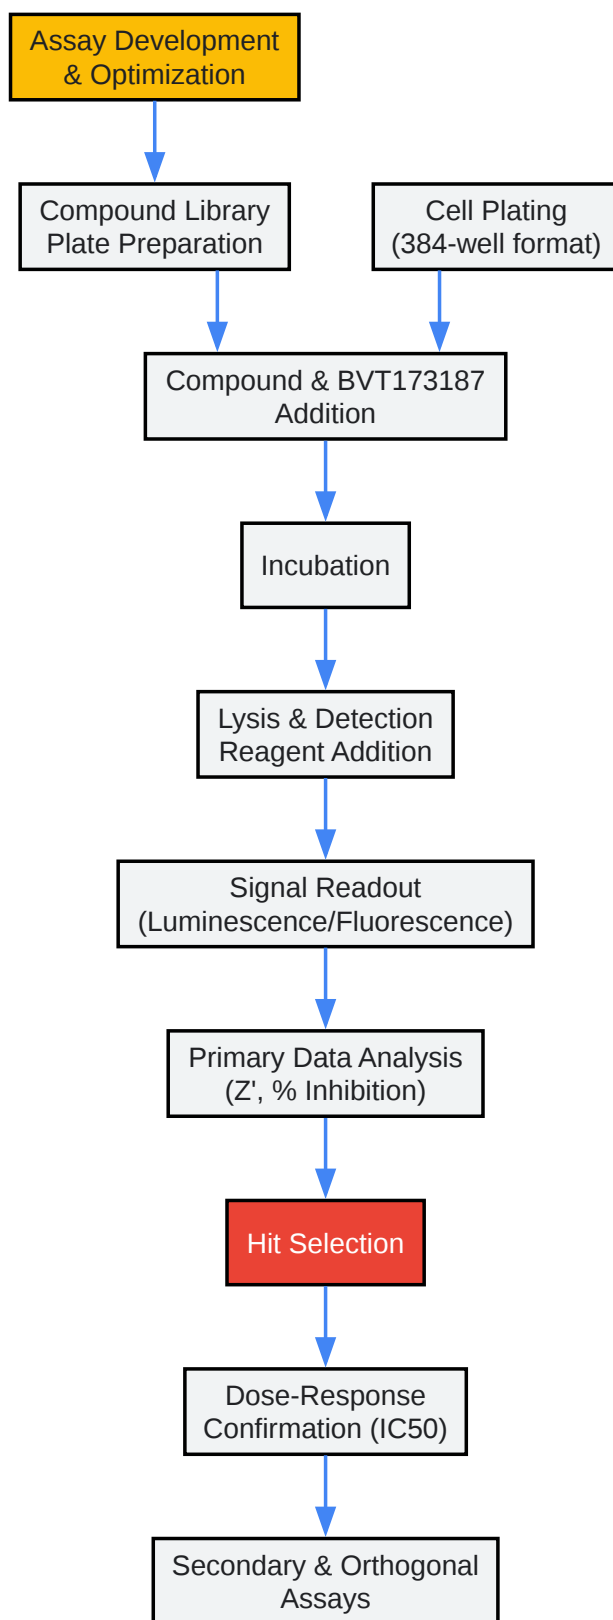 Assay Development
& Optimization
Compound Library
Plate Preparation
Cell Plating
(384-well format)
Compound & BVT173187
Addition
Incubation
Lysis & Detection
Reagent Addition
Signal Readout
(Luminescence/Fluorescence)
Primary Data Analysis
(Z', % Inhibition)
Hit Selection
Dose-Response
Confirmation (IC50)
Secondary & Orthogonal
Assays